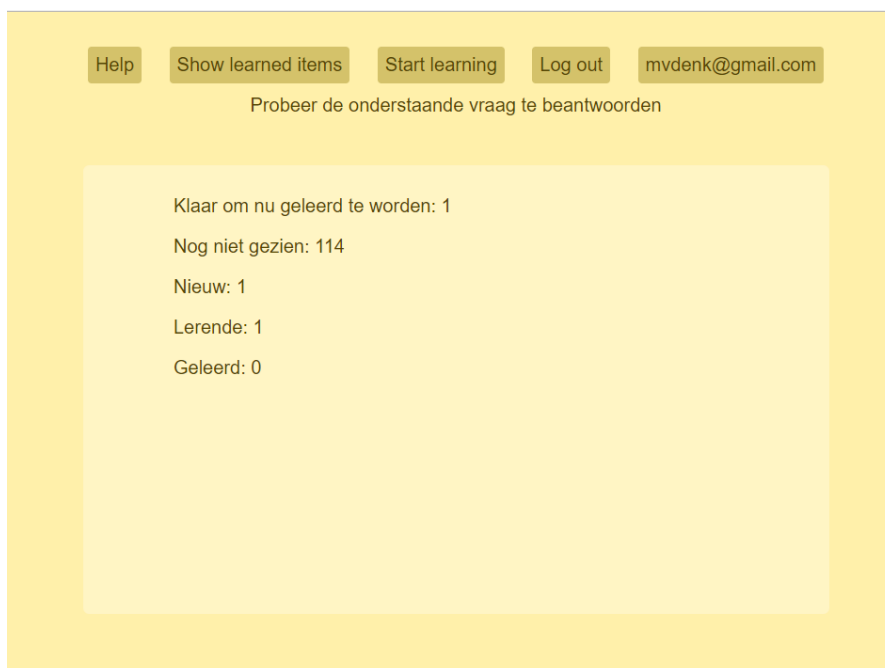 Help Show learned items Start learning Log out mvdenk@gmail.com
Probeer de onderstaande vraag te beantwoorden
Klaar om nu geleerd te worden: 1
Nog niet gezien: 114
Nieuw: 1
Lerende: 1
Geleerd: 0